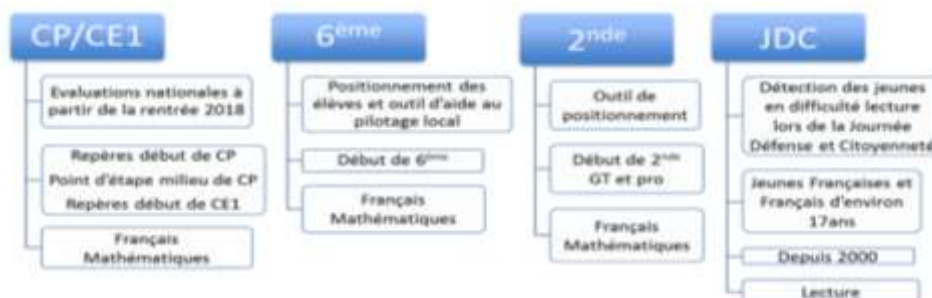 CP/CE1
Evaluations nationales à
partir de la rentrée 2018
Repères début de CP
Point d'étape milieu de CP
Repères début de CE1
Français
Mathématiques
6ème
Positionnement des
élèves et outil d'aide au
pilotage local
Début de 6ème
Français
Mathématiques
2nde
Outil de
positionnement
Début de 2nde
GT et pro
Français
Mathématiques
JDC
Détection des jeunes
en difficulté lecture
lors de la Journée
Défense et Citoyenneté
Jeunes Françaises et
Français d'environ
17ans
Depuis 2000
Lecture